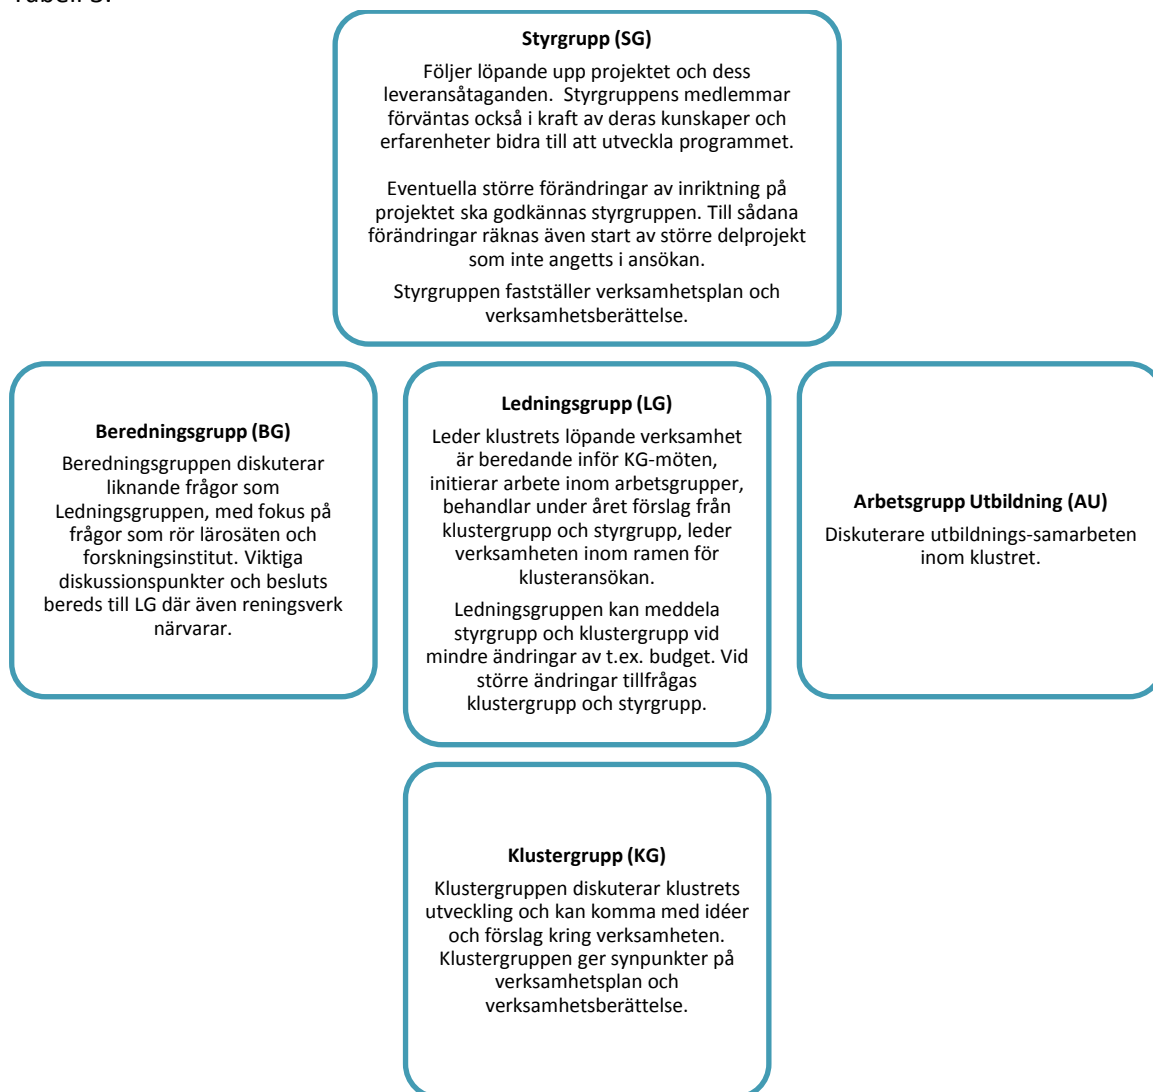 Styrgrupp (SG)
Följer löpande upp projektet och dess
leveransåtaganden.  Styrgruppens medlemmar
förväntas också i kraft av deras kunskaper och
erfarenheter bidra till att utveckla programmet.
Eventuella större förändringar av inriktning på
projektet ska godkännas styrgruppen. Till sådana
förändringar räknas även start av större delprojekt
som inte angetts i ansökan.
Styrgruppen fastställer verksamhetsplan och
verksamhetsberättelse.
Beredningsgrupp (BG)
Beredningsgruppen diskuterar
liknande frågor som
Ledningsgruppen, med fokus på
frågor som rör lärosäten och
forskningsinstitut. Viktiga
diskussionspunkter och besluts
bereds till LG där även reningsverk
närvarar.
Ledningsgrupp (LG)
Leder klustrets löpande verksamhet
är beredande inför KG-möten,
initierar arbete inom arbetsgrupper,
behandlar under året förslag från
klustergrupp och styrgrupp, leder
verksamheten inom ramen för
klusteransökan.
Ledningsgruppen kan meddela
styrgrupp och klustergrupp vid
mindre ändringar av t.ex. budget. Vid
större ändringar tillfrågas
klustergrupp och styrgrupp.
Arbetsgrupp Utbildning (AU)
Diskuterare utbildnings-samarbeten
inom klustret.
Klustergrupp (KG)
Klustergruppen diskuterar klustrets
utveckling och kan komma med idéer
och förslag kring verksamheten.
Klustergruppen ger synpunkter på
verksamhetsplan och
verksamhetsberättelse.